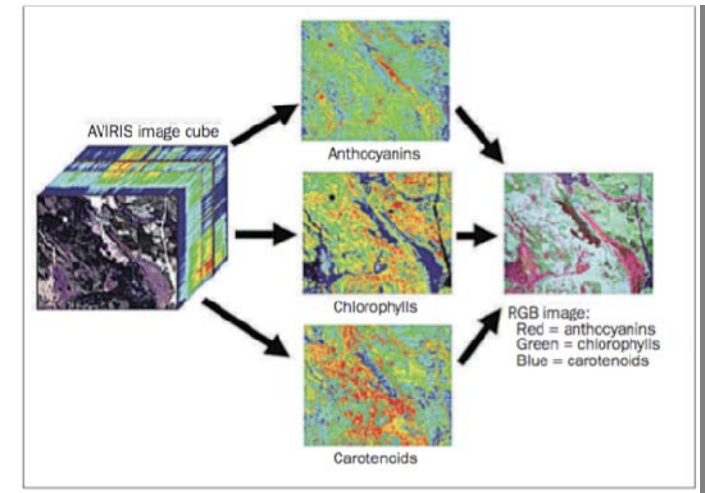 AVIRIS image cube
Anthocyanins
Chlorophylls
Carotenoids
RGB image:
Red = anthocyanins
Green = chlorophylls
Blue = carotenoids